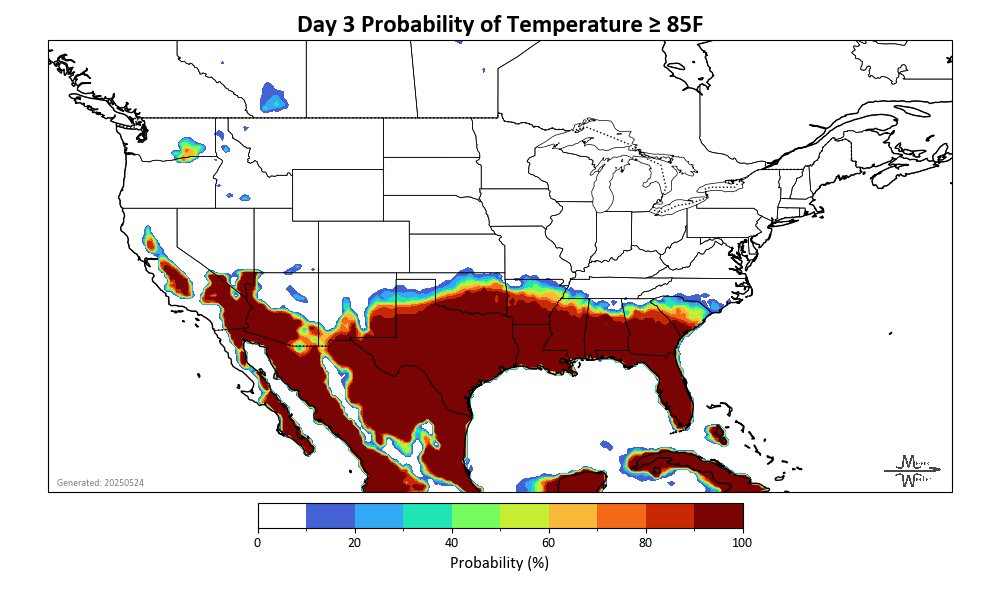 Day 3 Probability of Temperature ≥ 85F
Generated: 20250524
0 20 40 60 80 100
Probability (%)